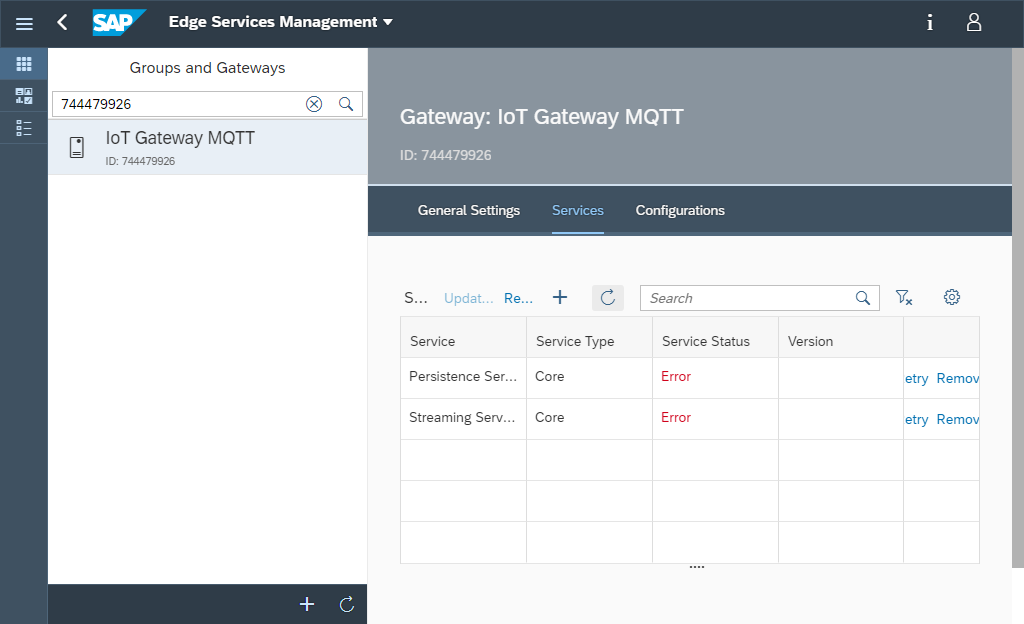 SAP Edge Services Management
Groups and Gateways
744479926
IoT Gateway MQTT
ID: 744479926
Gateway: IoT Gateway MQTT
ID: 744479926
General Settings Services Configurations
S... Updat... Re... Search
Service Service Type Service Status Version
Persistence Ser... Core Error etry Remov
Streaming Serv... Core Error etry Remov